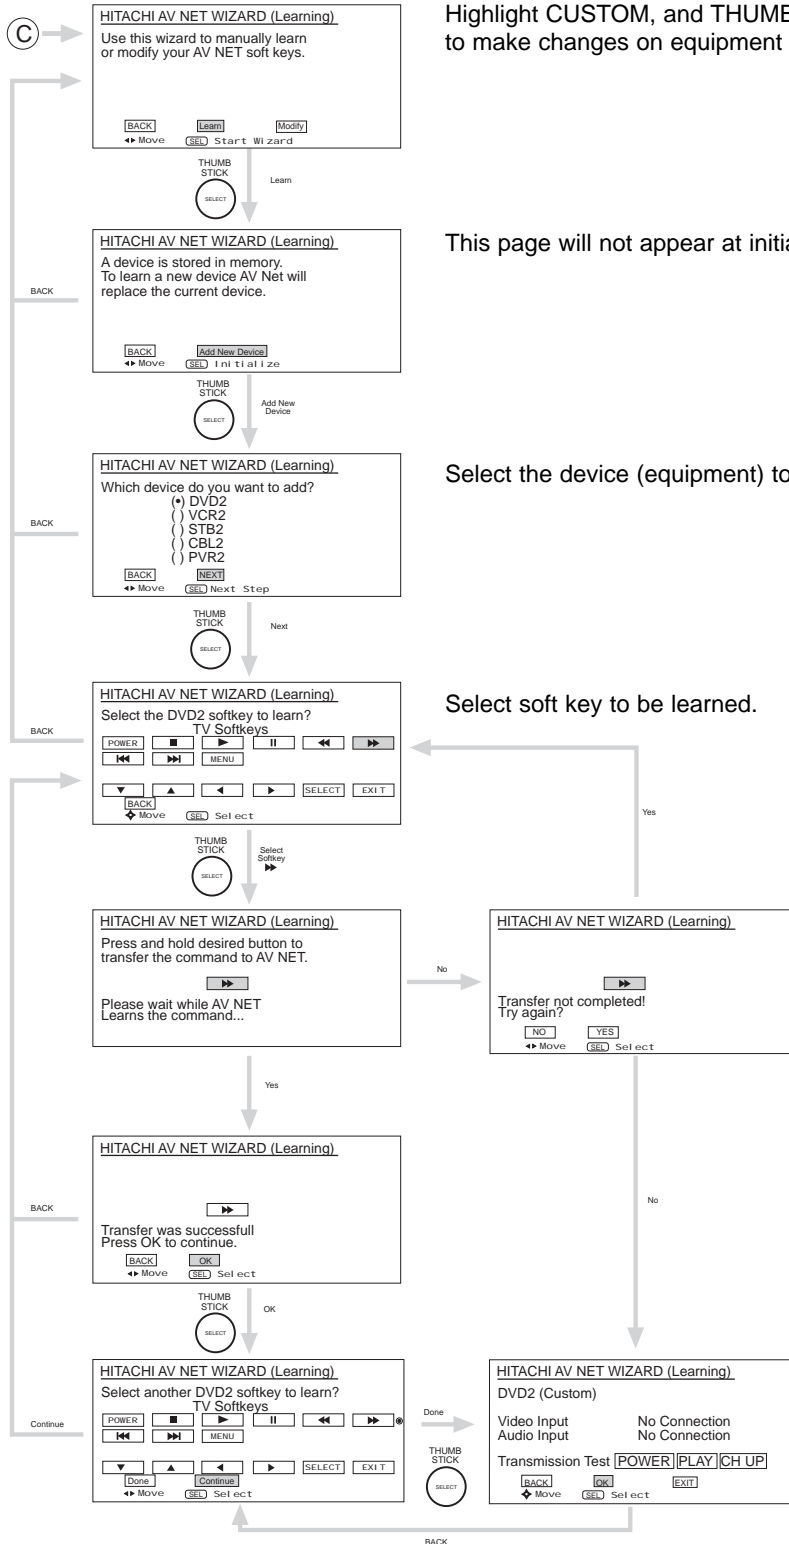 C
HITACHI AV NET WIZARD (Learning)
Use this wizard to manually learn
or modify your AV NET soft keys.
BACK Learn Modify
Move SEL Start Wizard
Highlight CUSTOM, and
to make changes on equipment
THUMB
STICK
SELECT
Learn
HITACHI AV NET WIZARD (Learning)
A device is stored in memory.
To learn a new device AV Net will
replace the current device.
BACK Add New Device
Move SEL Initialize
This page will not appear at
BACK
THUMB
STICK
SELECT
Add New
Device
HITACHI AV NET WIZARD (Learning)
Which device do you want to add?
(•) DVD2
( ) VCR2
( ) STB2
( ) CBL2
( ) PVR2
BACK NEXT
Move SEL Next Step
Select the device (equipment) to
BACK
THUMB
STICK
SELECT
Next
HITACHI AV NET WIZARD (Learning)
Select the DVD2 softkey to learn?
TV Softkeys
POWER
MENU
SELECT EXIT
BACK
Move SEL Select
Select soft key to be learned.
BACK
Yes
THUMB
STICK
SELECT
Select
Softkey
HITACHI AV NET WIZARD (Learning)
Press and hold desired button to
transfer the command to AV NET.
Please wait while AV NET
Learns the command...
No
HITACHI AV NET WIZARD (Learning)
Transfer not completed!
Try again?
NO YES
Move SEL Select
Yes
HITACHI AV NET WIZARD (Learning)
Transfer was successfull
Press OK to continue.
BACK OK
Move SEL Select
BACK
No
THUMB
STICK
SELECT
OK
HITACHI AV NET WIZARD (Learning)
Select another DVD2 softkey to learn?
TV Softkeys
POWER
MENU
SELECT EXIT
Done Continue
Move SEL Select
Continue
Done
THUMB
STICK
SELECT
HITACHI AV NET WIZARD (Learning)
DVD2 (Custom)
Video Input No Connection
Audio Input No Connection
Transmission Test POWER PLAY CH UP
BACK OK EXIT
Move SEL Select
BACK